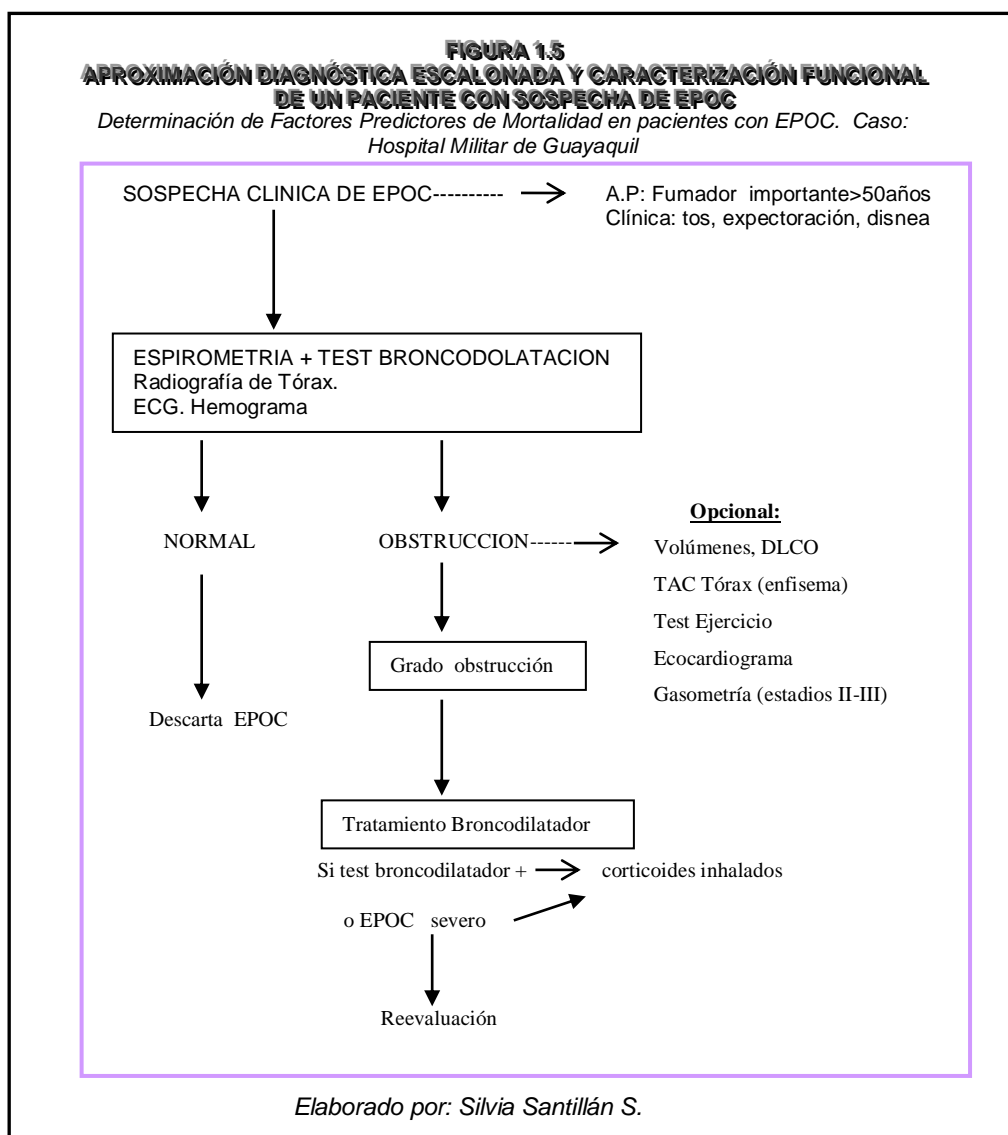 FIGURA 1.5
APROXIMACIÓN DIAGNÓSTICA ESCALONADA Y CARACTERIZACIÓN FUNCIONAL
DE UN PACIENTE CON SOSPECHA DE EPOC
Determinación de Factores Predictores de Mortalidad en pacientes con EPOC. Caso:
Hospital Militar de Guayaquil
SOSPECHA CLINICA DE EPOC----------
A.P: Fumador importante>50años
Clínica: tos, expectoración, disnea
ESPIROMETRIA + TEST BRONCODOLATACION
Radiografía de Tórax.
ECG. Hemograma
NORMAL
OBSTRUCCION------
Opcional:
Volúmenes, DLCO
TAC Tórax (enfisema)
Test Ejercicio
Ecocardiograma
Gasometría (estadios II-III)
Grado obstrucción
Descarta EPOC
Tratamiento Broncodilatador
Si test broncodilatador +
corticoides inhalados
o EPOC severo
Reevaluación
Elaborado por: Silvia Santillán S.